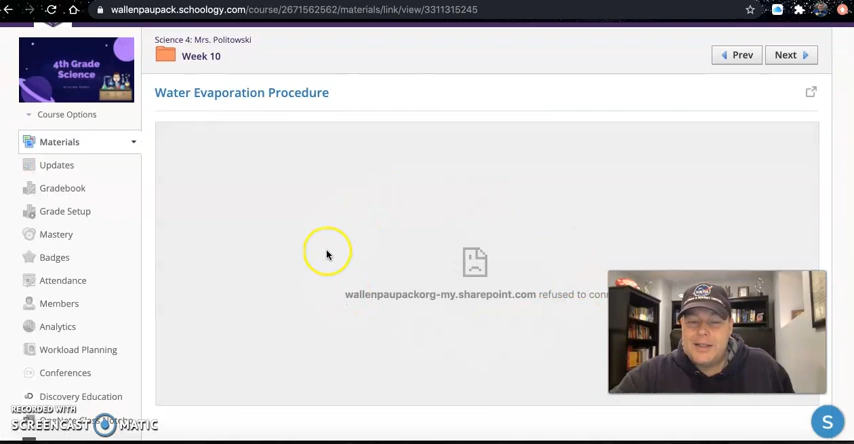 wallenpaupack.schoology.com/course/2671562562/materials/link/view/3311315245
Science 4: Mrs. Politowski
Week 10
Prev
Next
4th Grade
Science
Course Options
Water Evaporation Procedure
Materials
Updates
Gradebook
Grade Setup
Mastery
Badges
Attendance
Members
Analytics
Workload Planning
Conferences
Discovery Education
wallenpaupackorg-my.sharepoint.com refused to conn
RECORDED WITH
SCREENCAST MATIC
S